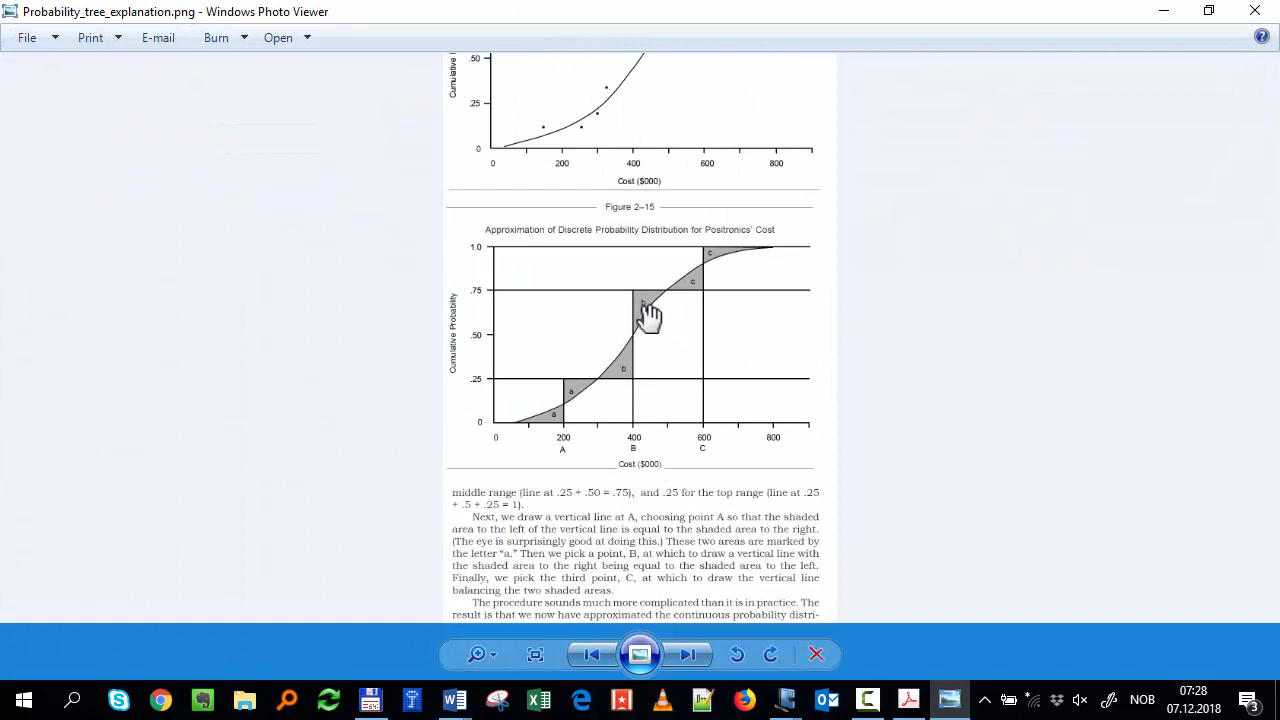 Probability_tree_explanation.png - Windows Photo Viewer
File Print E-mail Burn Open
.50
.25
0
0 200 400 600 800
Cost ($000)
Figure 2–15
Approximation of Discrete Probability Distribution for Positronics' Cost
1.0
c
.75
c
b
Cumulative Probability
.50
b
.25
a
a
0
0 200 400 600 800
A B C
Cost ($000)
middle range (line at .25 + .50 = .75), and .25 for the top range (line at .25
+ .5 + .25 = 1).
Next, we draw a vertical line at A, choosing point A so that the shaded
area to the left of the vertical line is equal to the shaded area to the right.
(The eye is surprisingly good at doing this.) These two areas are marked by
the letter “a.” Then we pick a point, B, at which to draw a vertical line with
the shaded area to the right being equal to the shaded area to the left.
Finally, we pick the third point, C, at which to draw the vertical line
balancing the two shaded areas.
The procedure sounds much more complicated than it is in practice. The
result is that we now have approximated the continuous probability distri-
NOB
07:28
07.12.2018
3